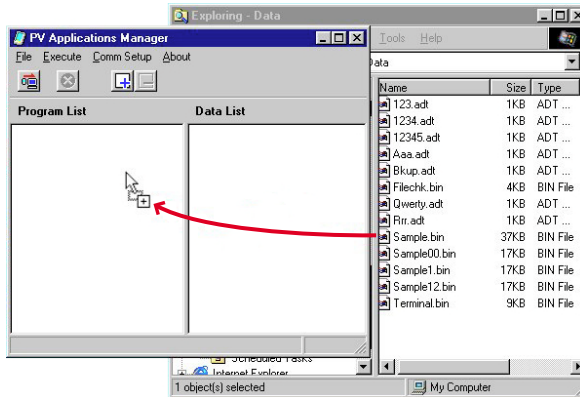 Exploring - Data
PV Applications Manager
Tools Help
File Execute Comm Setup About
Data
Program List Data List
Name Size Type
123.adt 1KB ADT ...
1234.adt 1KB ADT ...
12345.adt 1KB ADT ...
Aaa.adt 1KB ADT ...
Bkup.adt 1KB ADT ...
Filechk.bin 4KB BIN File
Qwerty.adt 1KB ADT ...
Rrr.adt 1KB ADT ...
Sample.bin 37KB BIN File
Sample00.bin 17KB BIN File
Sample1.bin 17KB BIN File
Sample12.bin 17KB BIN File
Terminal.bin 9KB BIN File
Scheduled Tasks
Internet Explorer
1 object(s) selected My Computer